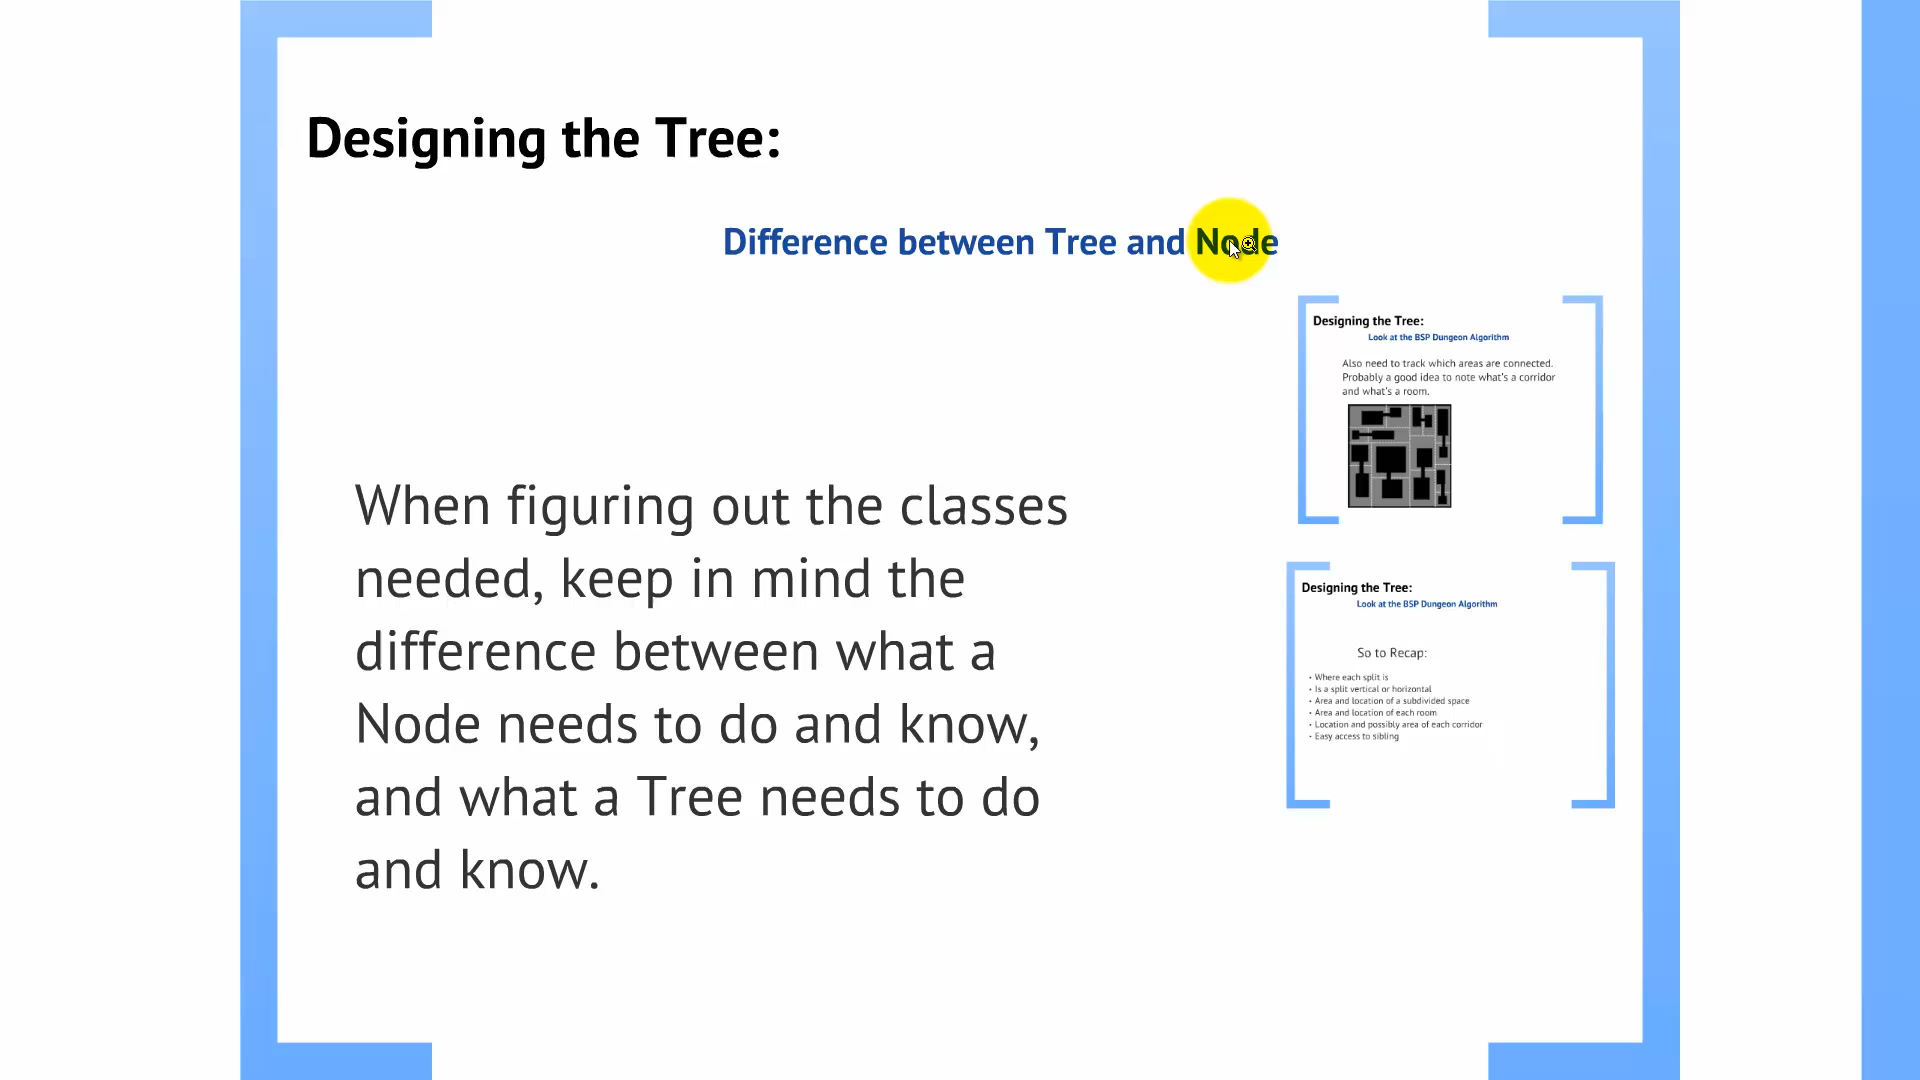 Designing the Tree:
Difference between Tree and Node
When figuring out the classes
needed, keep in mind the
difference between what a
Node needs to do and know,
and what a Tree needs to do
and know.
Designing the Tree:
Look at the BSP Dungeon Algorithm
Also need to track which areas are connected.
Probably a good idea to note what's a corridor
and what's a room.
Designing the Tree:
Look at the BSP Dungeon Algorithm
So to Recap:
• Where each split is
• Is a split vertical or horizontal
• Area and location of a subdivided space
• Area and location of each room
• Location and possibly area of each corridor
• Easy access to sibling